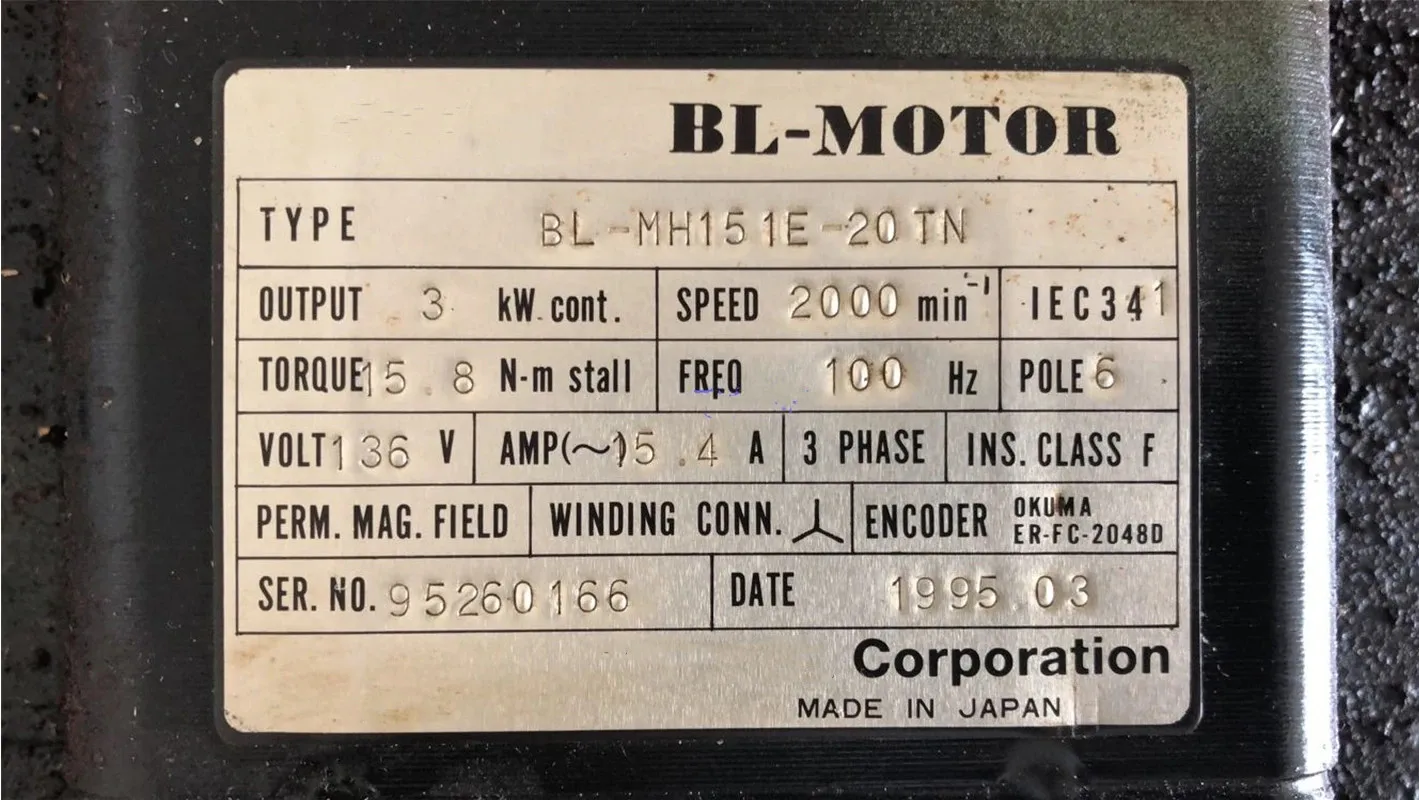 BL-MOTOR
TYPE BL-MH151E-20TN
OUTPUT 3 kW cont. SPEED 2000 min⁻¹ IEC34 1
TORQUE 15.8 N-m stall FREQ 100 Hz POLE 6
VOLT 136 V AMP(~) 15.4 A 3 PHASE INS. CLASS F
PERM. MAG. FIELD WINDING CONN. ENCODER OKUMA
ER-FC-2048D
SER. NO. 95260166 DATE 1995.03
Corporation
MADE IN JAPAN